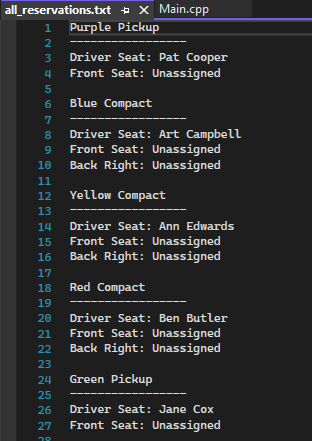 all_reservations.txt Main.cpp
1 Purple Pickup
2 -----------------
3 Driver Seat: Pat Cooper
4 Front Seat: Unassigned
5
6 Blue Compact
7 -----------------
8 Driver Seat: Art Campbell
9 Front Seat: Unassigned
10 Back Right: Unassigned
11
12 Yellow Compact
13 -----------------
14 Driver Seat: Ann Edwards
15 Front Seat: Unassigned
16 Back Right: Unassigned
17
18 Red Compact
19 -----------------
20 Driver Seat: Ben Butler
21 Front Seat: Unassigned
22 Back Right: Unassigned
23
24 Green Pickup
25 -----------------
26 Driver Seat: Jane Cox
27 Front Seat: Unassigned
28